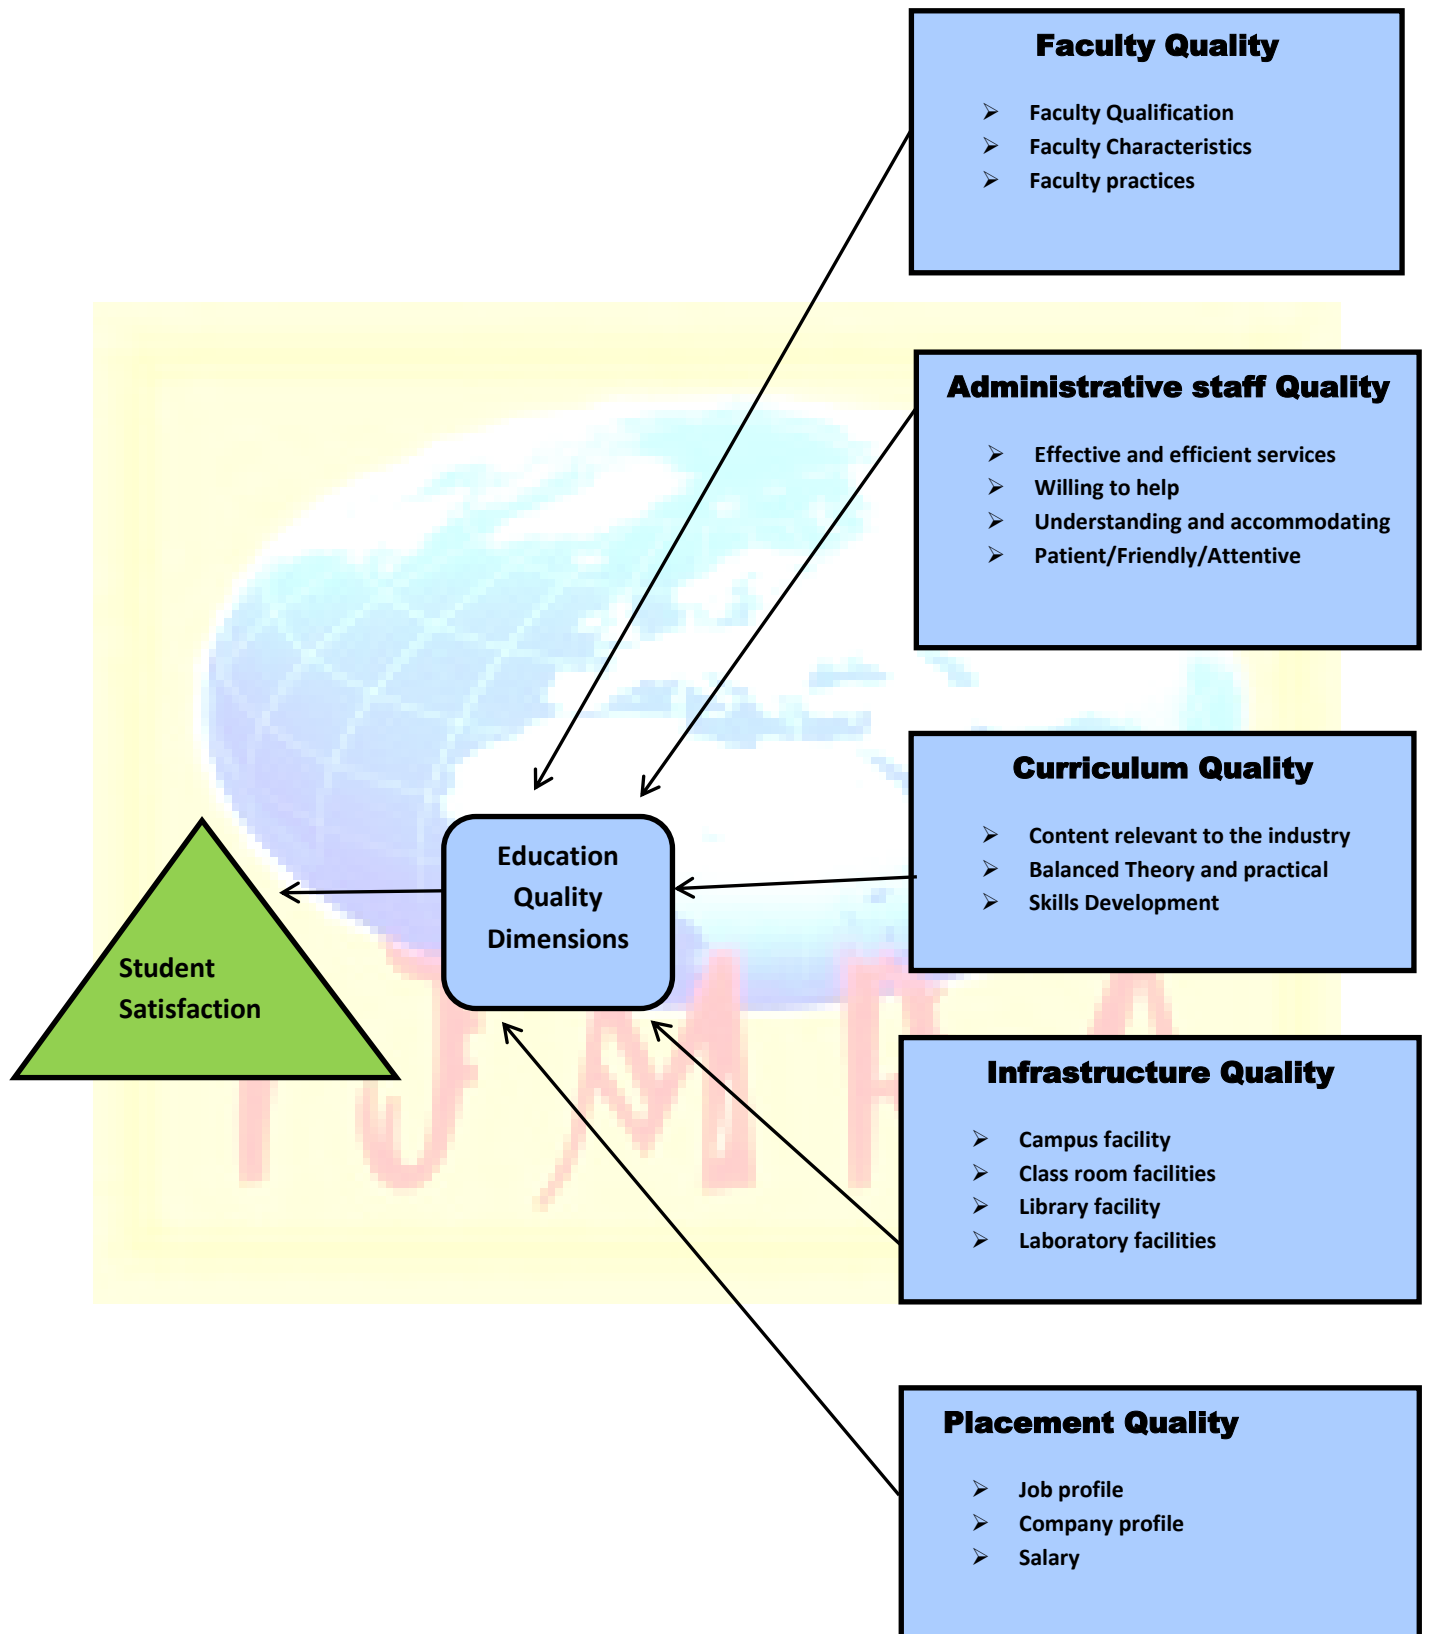 Faculty Quality
➢ Faculty Qualification
➢ Faculty Characteristics
➢ Faculty practices
Administrative staff Quality
➢ Effective and efficient services
➢ Willing to help
➢ Understanding and accommodating
➢ Patient/Friendly/Attentive
Curriculum Quality
➢ Content relevant to the industry
➢ Balanced Theory and practical
➢ Skills Development
Education
Quality
Dimensions
Student
Satisfaction
Infrastructure Quality
➢ Campus facility
➢ Class room facilities
➢ Library facility
➢ Laboratory facilities
Placement Quality
➢ Job profile
➢ Company profile
➢ Salary